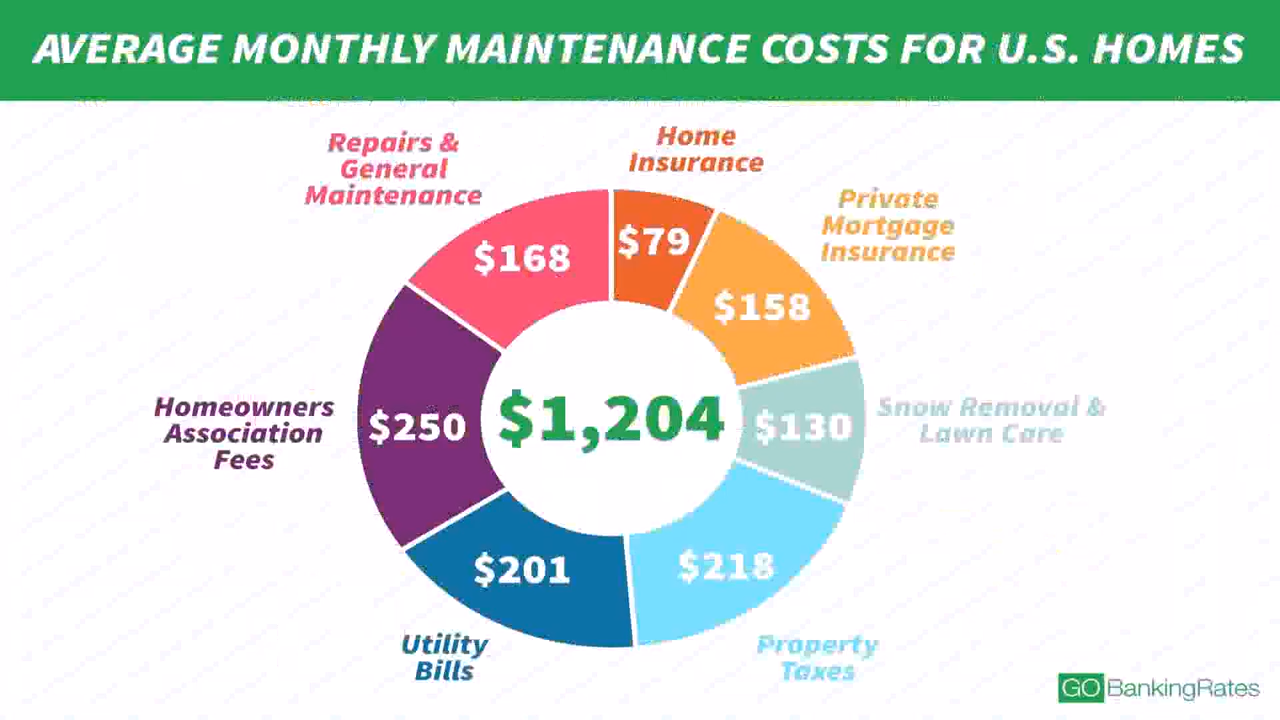 AVERAGE MONTHLY MAINTENANCE COSTS FOR U.S. HOMES
Repairs &
General
Maintenance
$168
Home
Insurance
$79
Private
Mortgage
Insurance
$158
Homeowners
Association
Fees
$250
$1,204
$130
Snow Removal &
Lawn Care
$201
Utility
Bills
$218
Property
Taxes
GOBankingRates